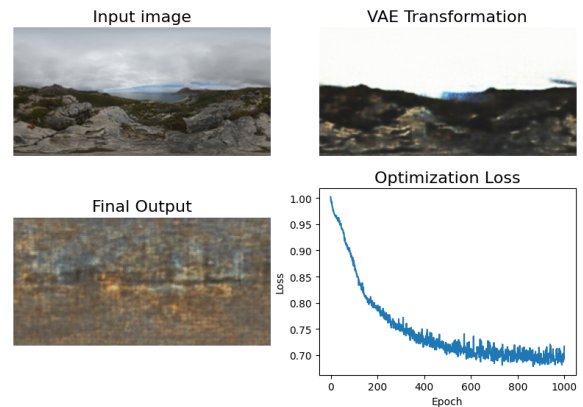 Input image
VAE Transformation
Final Output
Optimization Loss
1.00
0.95
0.90
0.85
0.80
0.75
0.70
Loss
0
200
400
600
800
1000
Epoch